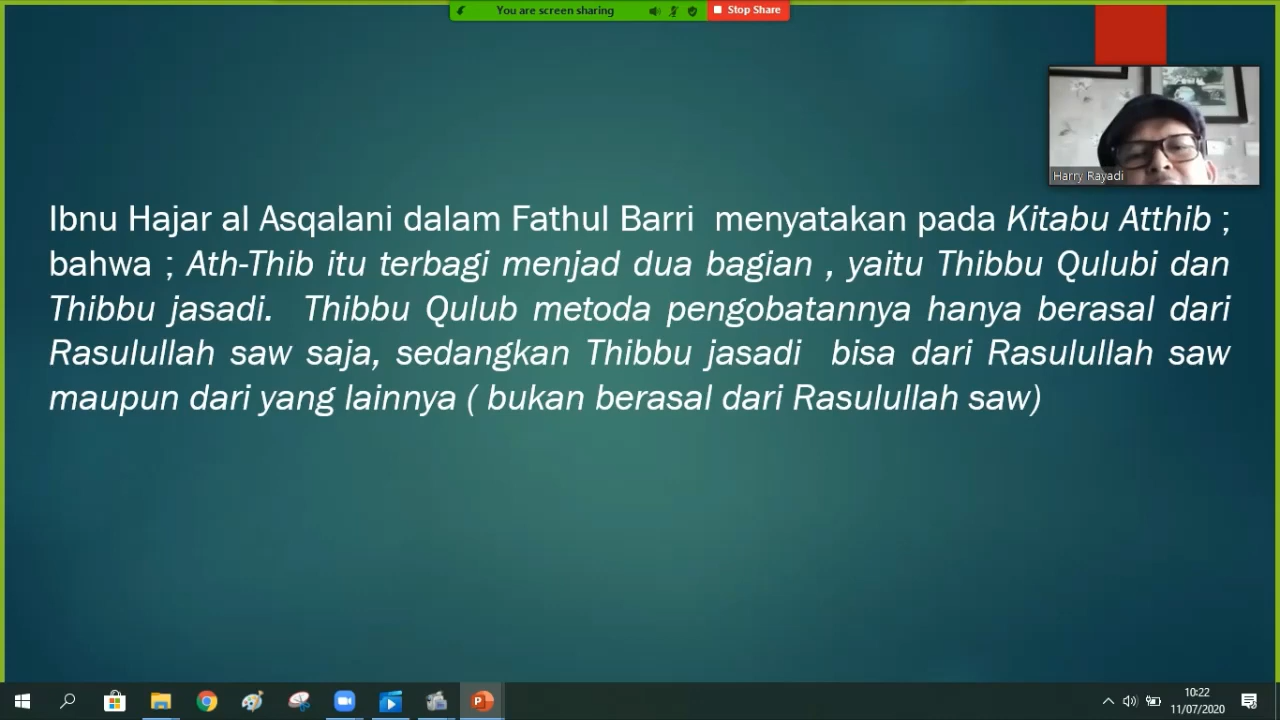 You are screen sharing
Stop Share
Harry Rayadi
Ibnu Hajar al Asqalani dalam Fathul Barri menyatakan pada Kitabu Atthib ;
bahwa ; Ath-Thib itu terbagi menjad dua bagian , yaitu Thibbu Qulubi dan
Thibbu jasadi. Thibbu Qulub metoda pengobatannya hanya berasal dari
Rasulullah saw saja, sedangkan Thibbu jasadi bisa dari Rasulullah saw
maupun dari yang lainnya ( bukan berasal dari Rasulullah saw)
10:22
11/07/2020